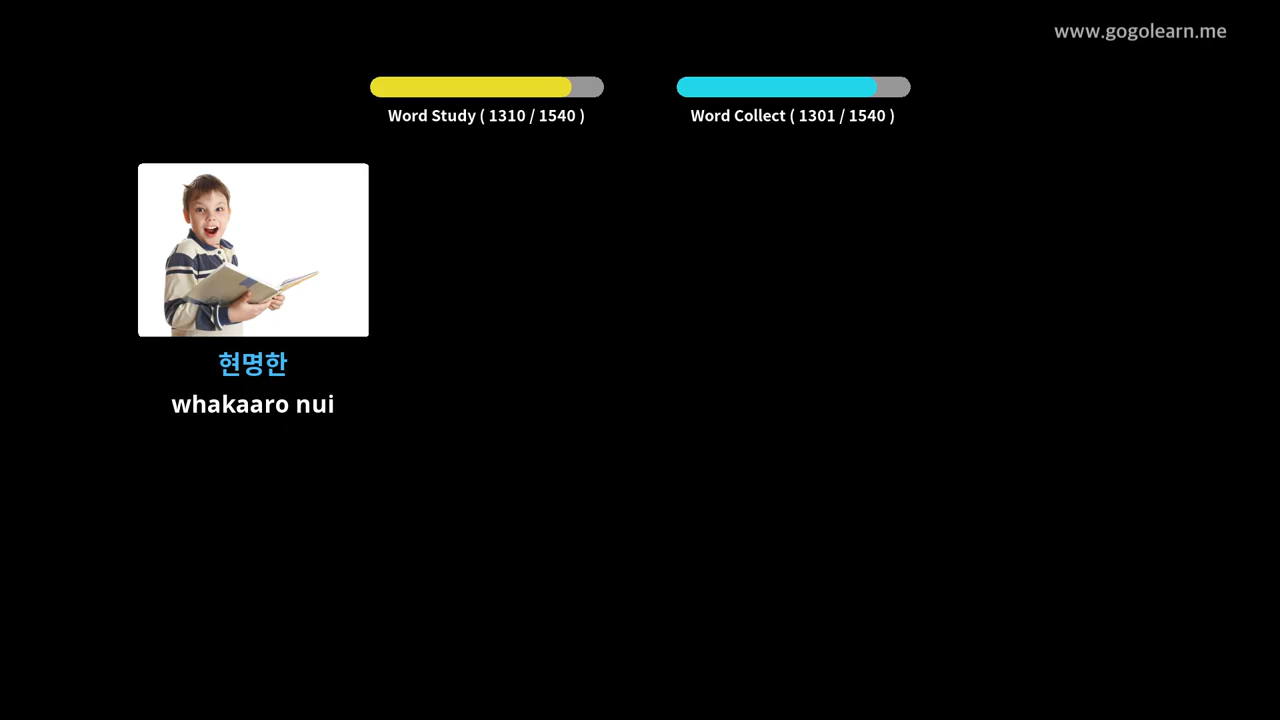 www.gogolearn.me
Word Study ( 1310 / 1540 )
Word Collect ( 1301 / 1540 )
현명한
whakaaro nui